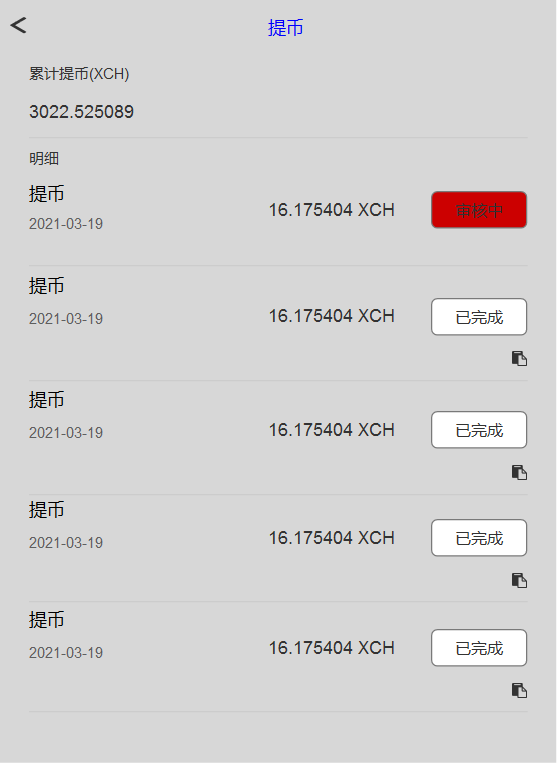 提币
累计提币(XCH)
3022.525089
明细
提币
2021-03-19
16.175404 XCH
审核中
提币
2021-03-19
16.175404 XCH
已完成
提币
2021-03-19
16.175404 XCH
已完成
提币
2021-03-19
16.175404 XCH
已完成
提币
2021-03-19
16.175404 XCH
已完成